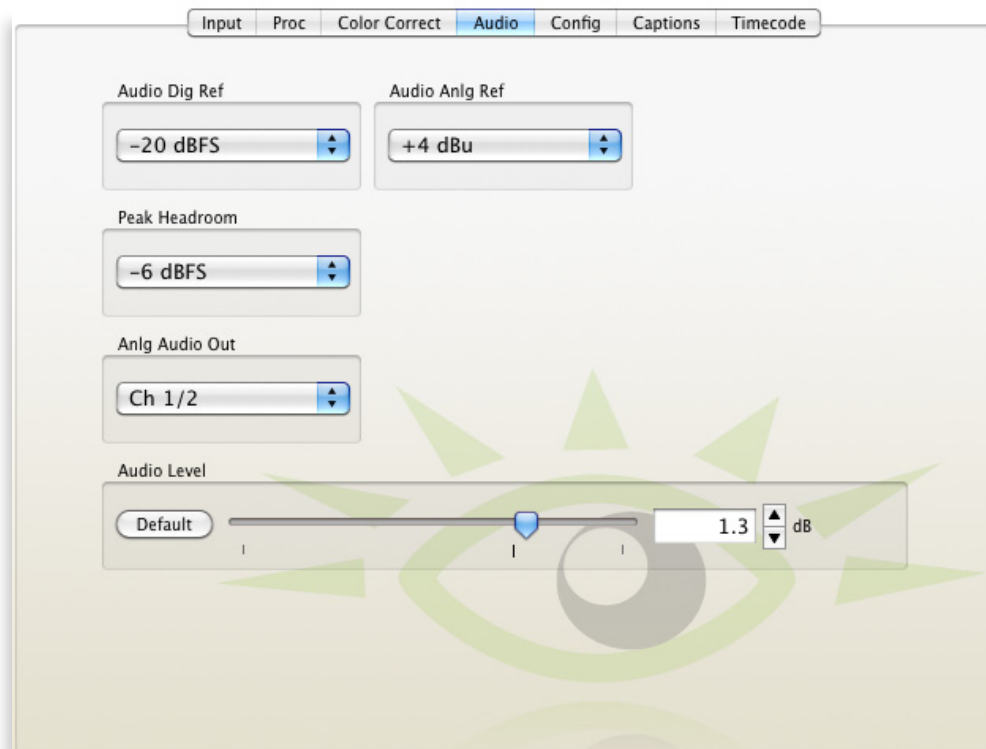 Input Proc Color Correct Audio Config Captions Timecode
Audio Dig Ref Audio Anlg Ref
-20 dBFS +4 dBu
Peak Headroom
-6 dBFS
Anlg Audio Out
Ch 1/2
Audio Level
Default 1.3 dB